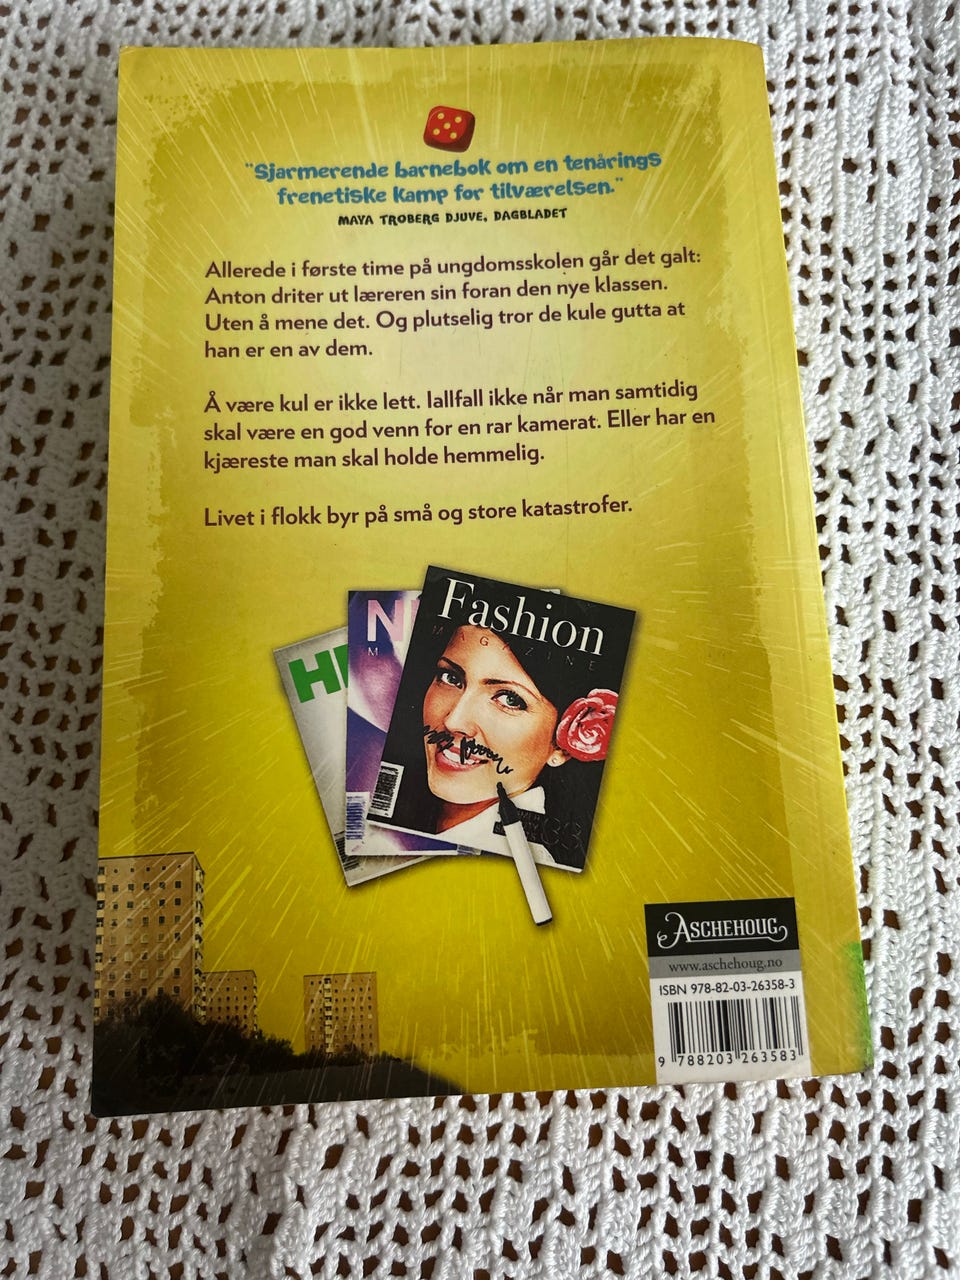 "Sjarmerende barnebok om en tenårings
frenetiske kamp for tilværelsen."
MAYA TROBERG DJUVE, DAGBLADET
Allerede i første time på ungdomsskolen går det galt:
Anton driter ut læreren sin foran den nye klassen.
Uten å mene det. Og plutselig tror de kule gutta at
han er en av dem.
Å være kul er ikke lett. Iallfall ikke når man samtidig
skal være en god venn for en rar kamerat. Eller har en
kjæreste man skal holde hemmelig.
Livet i flokk byr på små og store katastrofer.
Fashion
MAGAZINE
ASCHEHOUG
www.aschehoug.no
ISBN 978-82-03-26358-3
9 788203 263583